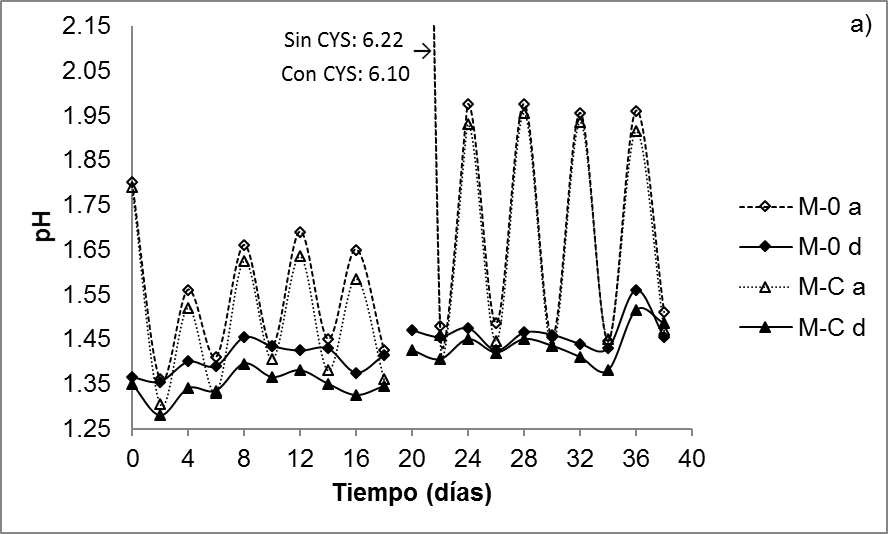 a)
Sin CYS: 6.22
Con CYS: 6.10
pH
2.15
2.05
1.95
1.85
1.75
1.65
1.55
1.45
1.35
1.25
0 4 8 12 16 20 24 28 32 36 40
Tiempo (días)
M-0 a
M-0 d
M-C a
M-C d